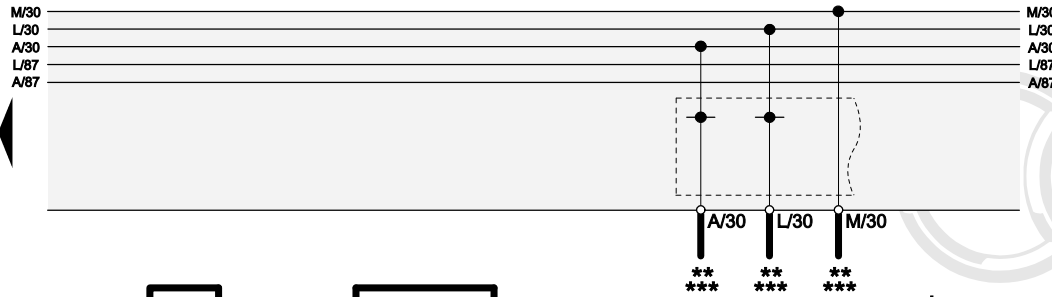 M/30 M/30
L/30 L/30
A/30 A/30
L/87 L/87
A/87 A/87
A/30 L/30 M/30
** ** **
*** *** ***